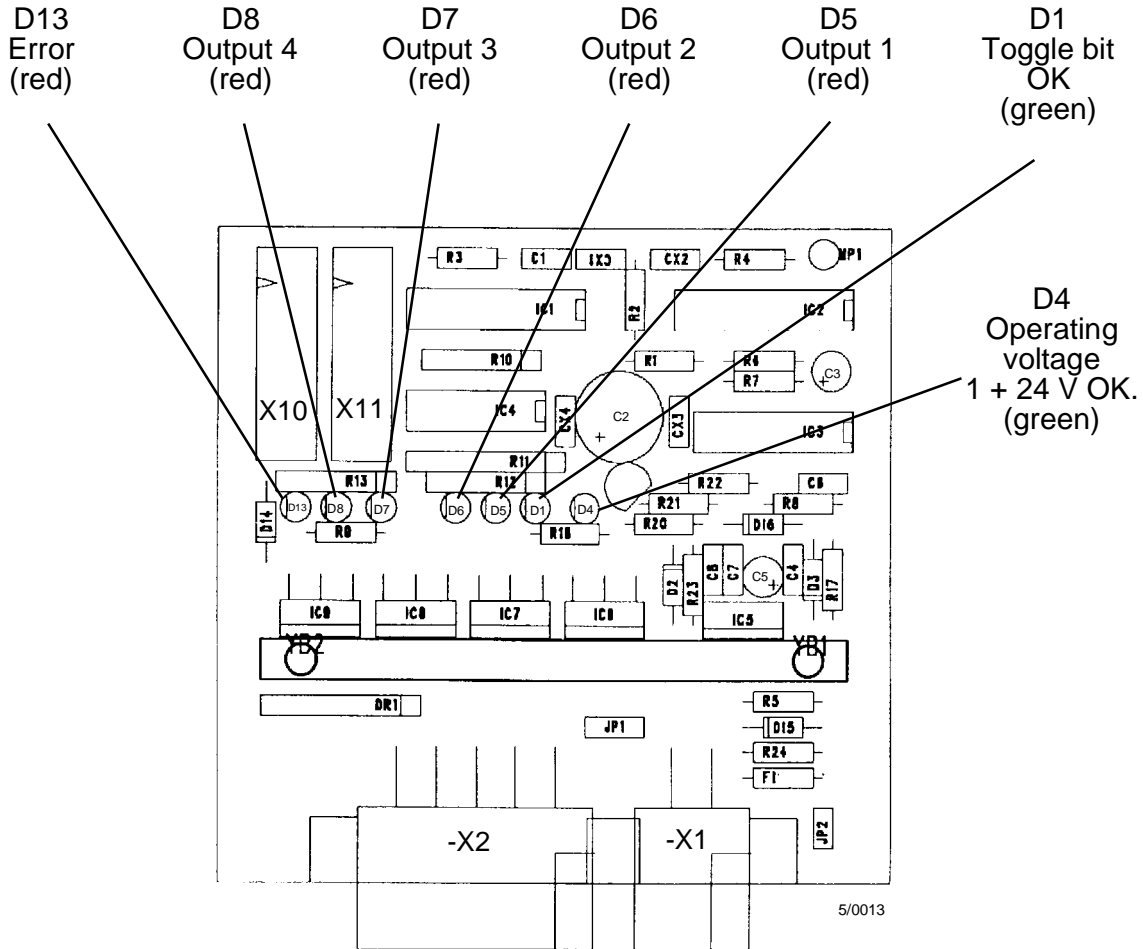 D13
Error
(red)
D8
Output 4
(red)
D7
Output 3
(red)
D6
Output 2
(red)
D5
Output 1
(red)
D1
Toggle bit
OK
(green)
D4
Operating
voltage
1 + 24 V OK.
(green)
R3
C1
CX1
CX2
R4
MP1
IC1
R2
IC2
R10
R1
R6
R7
C3
X10
X11
IC4
CX4
C2
CX3
IC3
R11
R13
R12
R22
C8
D14
D13
D8
D7
D6
D5
D1
D4
R21
R8
R9
R18
R20
D16
D2
R23
C6
C7
C5
C4
D3
R17
IC9
IC8
IC7
IC6
IC5
YB2
YB1
DR1
R5
JP1
D15
R24
F1
-X2
-X1
JP2
5/0013